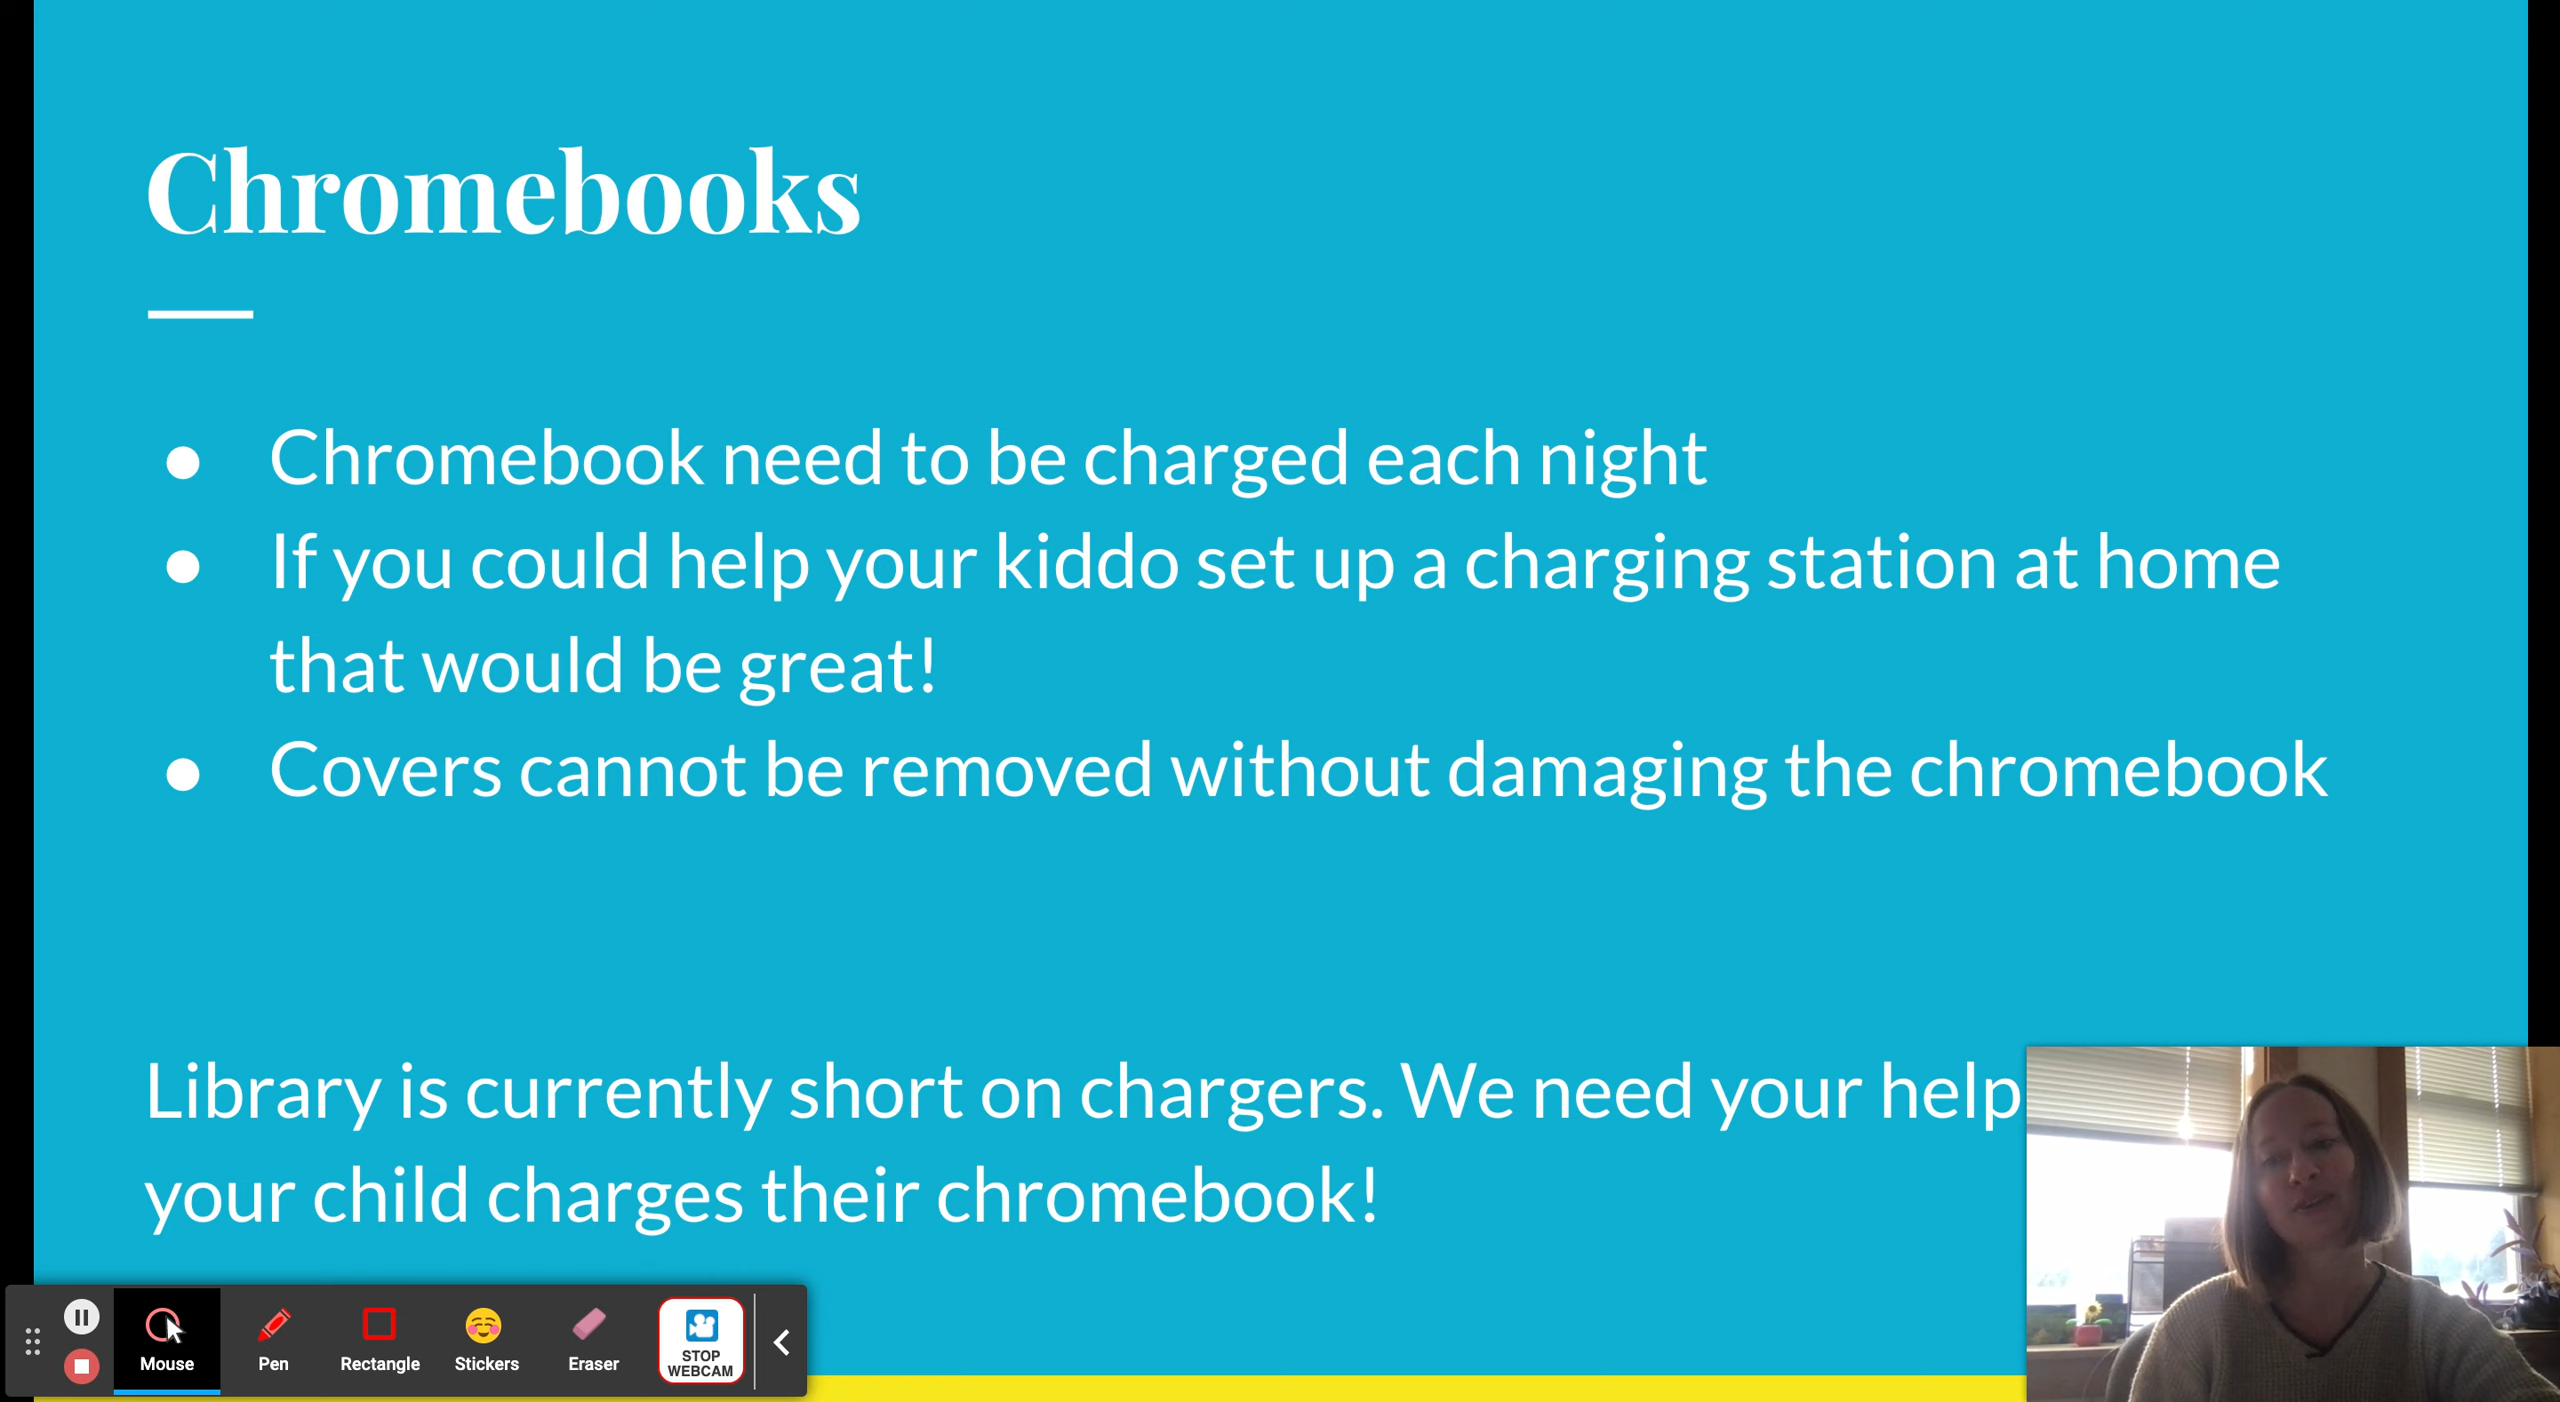 Chromebooks
● Chromebook need to be charged each night
● If you could help your kiddo set up a charging station at home
that would be great!
● Covers cannot be removed without damaging the chromebook
Library is currently short on chargers. We need your help
your child charges their chromebook!
Mouse Pen Rectangle Stickers Eraser STOP
WEBCAM